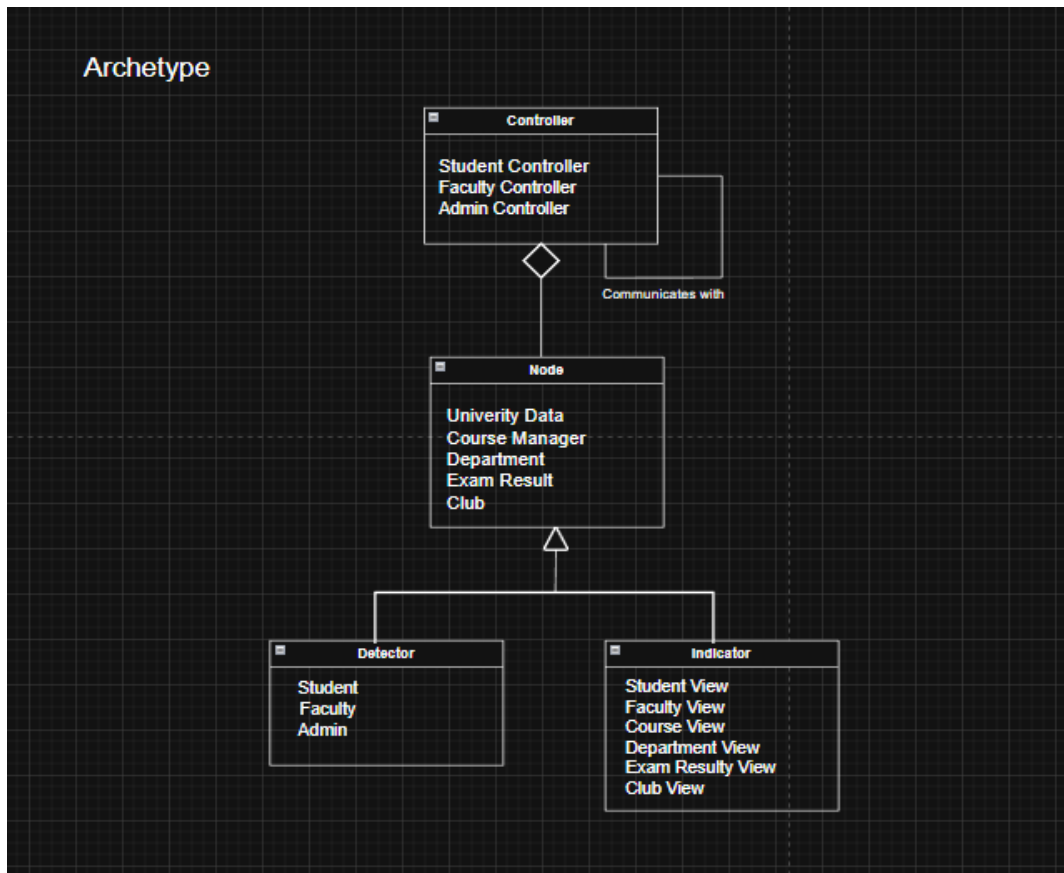 Archetype
Controller
Student Controller
Faculty Controller
Admin Controller
Communicates with
Node
Univerity Data
Course Manager
Department
Exam Result
Club
Detector
Student
Faculty
Admin
Indicator
Student View
Faculty View
Course View
Department View
Exam Resulty View
Club View